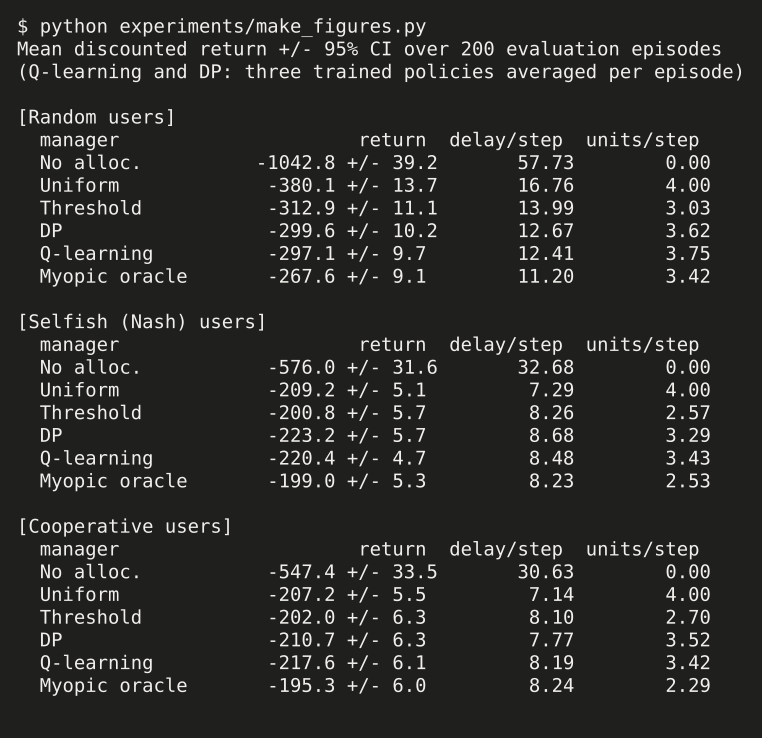 $ python experiments/make_figures.py
Mean discounted return +/- 95% CI over 200 evaluation episodes
(Q-learning and DP: three trained policies averaged per episode)

[Random users]
  manager                     return  delay/step  units/step
  No alloc.          -1042.8 +/- 39.2       57.73        0.00
  Uniform             -380.1 +/- 13.7       16.76        4.00
  Threshold           -312.9 +/- 11.1       13.99        3.03
  DP                  -299.6 +/- 10.2       12.67        3.62
  Q-learning          -297.1 +/- 9.7        12.41        3.75
  Myopic oracle       -267.6 +/- 9.1        11.20        3.42

[Selfish (Nash) users]
  manager                     return  delay/step  units/step
  No alloc.           -576.0 +/- 31.6       32.68        0.00
  Uniform             -209.2 +/- 5.1         7.29        4.00
  Threshold           -200.8 +/- 5.7         8.26        2.57
  DP                  -223.2 +/- 5.7         8.68        3.29
  Q-learning          -220.4 +/- 4.7         8.48        3.43
  Myopic oracle       -199.0 +/- 5.3         8.23        2.53

[Cooperative users]
  manager                     return  delay/step  units/step
  No alloc.           -547.4 +/- 33.5       30.63        0.00
  Uniform             -207.2 +/- 5.5         7.14        4.00
  Threshold           -202.0 +/- 6.3         8.10        2.70
  DP                  -210.7 +/- 6.3         7.77        3.52
  Q-learning          -217.6 +/- 6.1         8.19        3.42
  Myopic oracle       -195.3 +/- 6.0         8.24        2.29